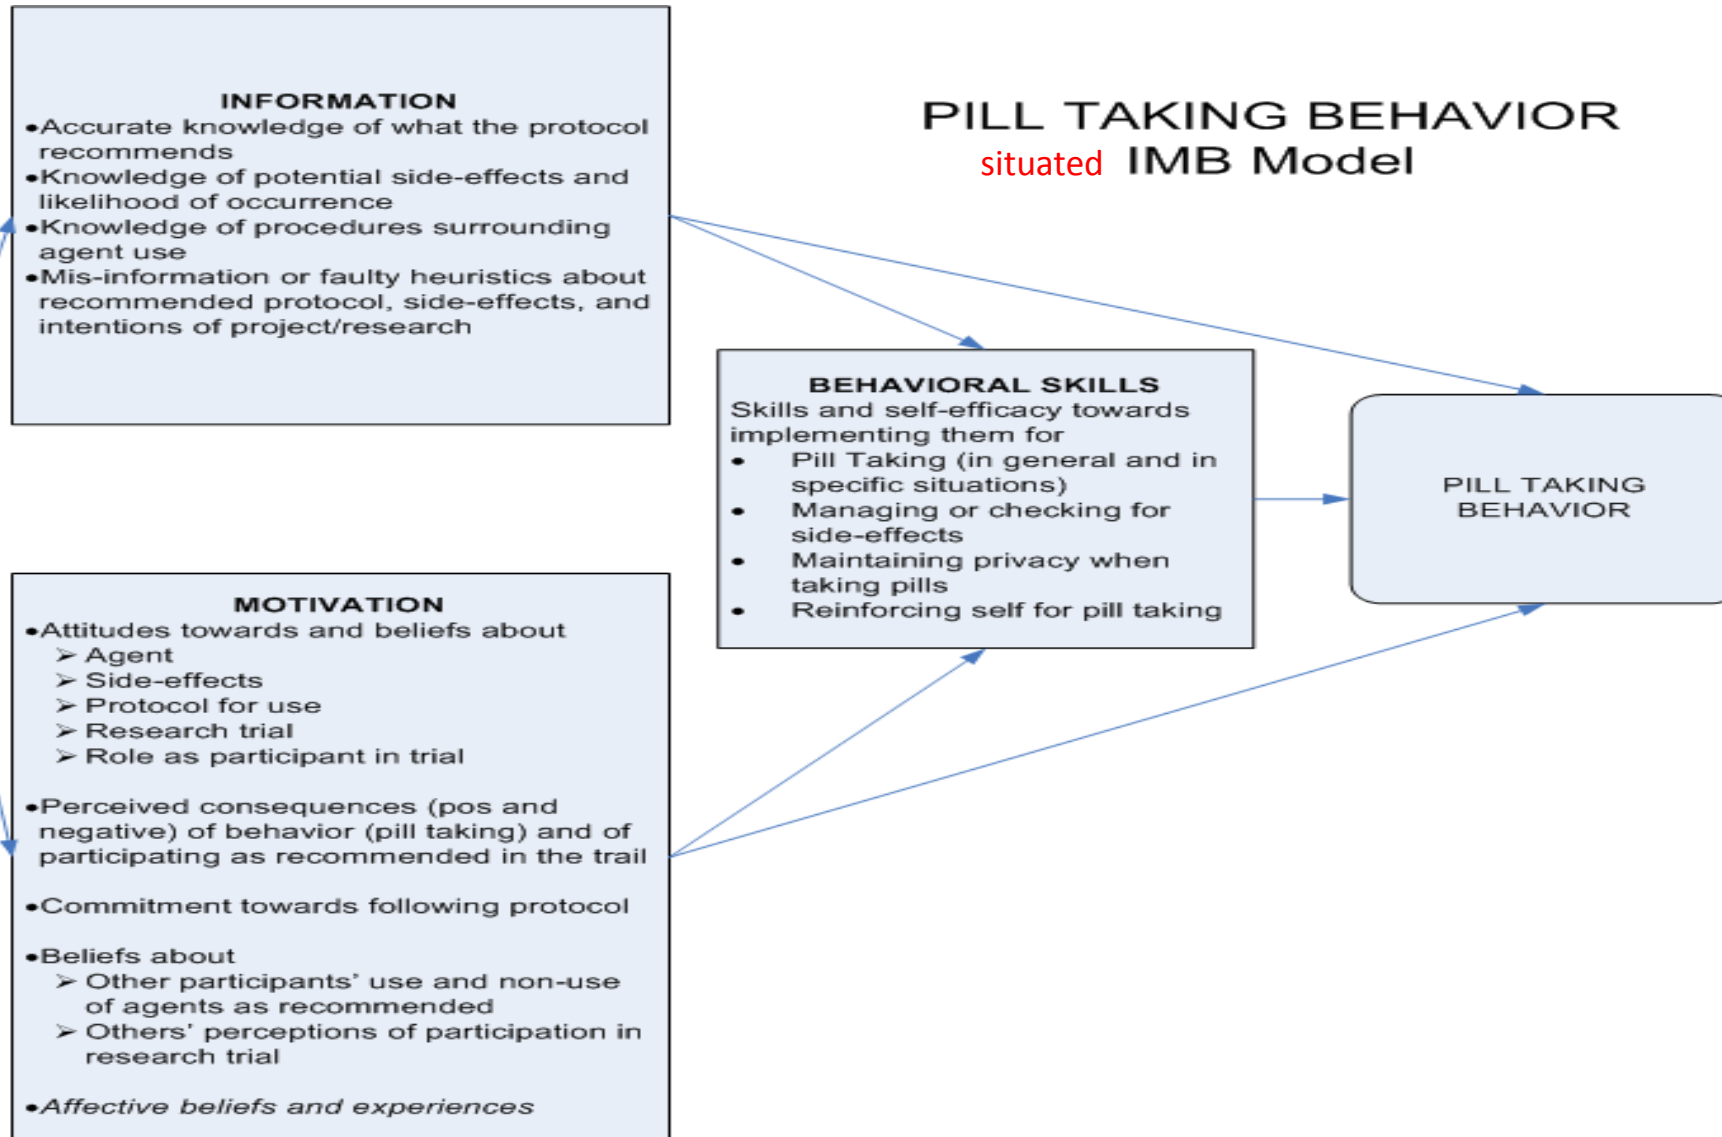 PILL TAKING BEHAVIOR
situated IMB Model
INFORMATION
•Accurate knowledge of what the protocol
recommends
•Knowledge of potential side-effects and
likelihood of occurrence
•Knowledge of procedures surrounding
agent use
•Mis-information or faulty heuristics about
recommended protocol, side-effects, and
intentions of project/research
BEHAVIORAL SKILLS
Skills and self-efficacy towards
implementing them for
• Pill Taking (in general and in
specific situations)
• Managing or checking for
side-effects
• Maintaining privacy when
taking pills
• Reinforcing self for pill taking
PILL TAKING
BEHAVIOR
MOTIVATION
•Attitudes towards and beliefs about
➢ Agent
➢ Side-effects
➢ Protocol for use
➢ Research trial
➢ Role as participant in trial
•Perceived consequences (pos and
negative) of behavior (pill taking) and of
participating as recommended in the trail
•Commitment towards following protocol
•Beliefs about
➢ Other participants' use and non-use
of agents as recommended
➢ Others' perceptions of participation in
research trial
•Affective beliefs and experiences